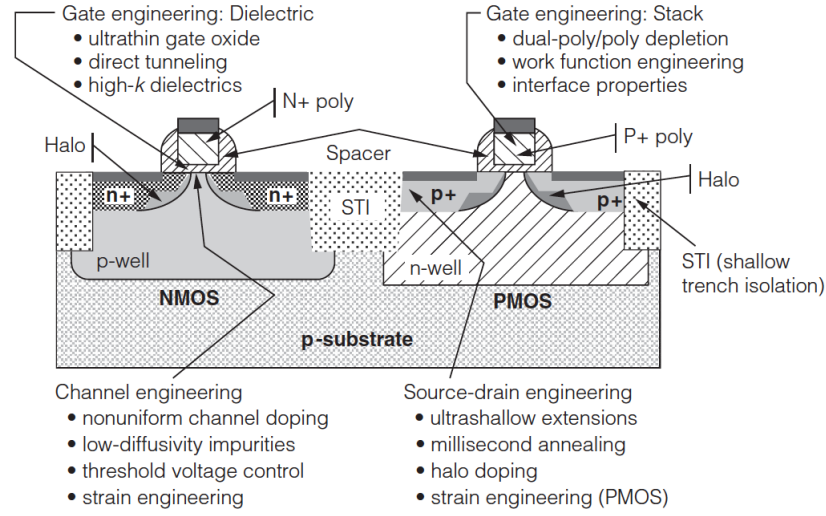 Gate engineering: Dielectric
• ultrathin gate oxide
• direct tunneling
• high-k dielectrics
Gate engineering: Stack
• dual-poly/poly depletion
• work function engineering
• interface properties
N+ poly
P+ poly
Halo
Spacer
Halo
n+
n+
STI
p+
p+
p-well
n-well
STI (shallow
trench isolation)
NMOS
PMOS
p-substrate
Channel engineering
• nonuniform channel doping
• low-diffusivity impurities
• threshold voltage control
• strain engineering
Source-drain engineering
• ultrashallow extensions
• millisecond annealing
• halo doping
• strain engineering (PMOS)